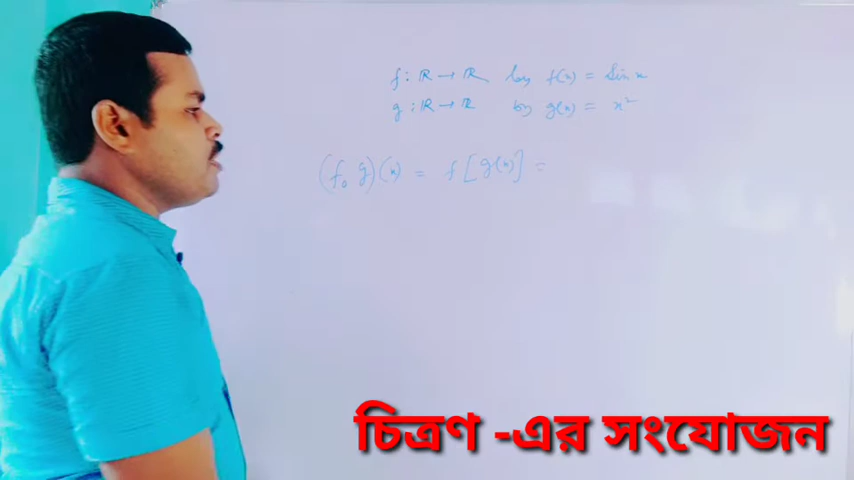 f : ℝ → ℝ by f(x) = Sin x
g : ℝ → ℝ by g(x) = x²
(f o g)(x) = f[g(x)] =
চিত্রণ -এর সংযোজন